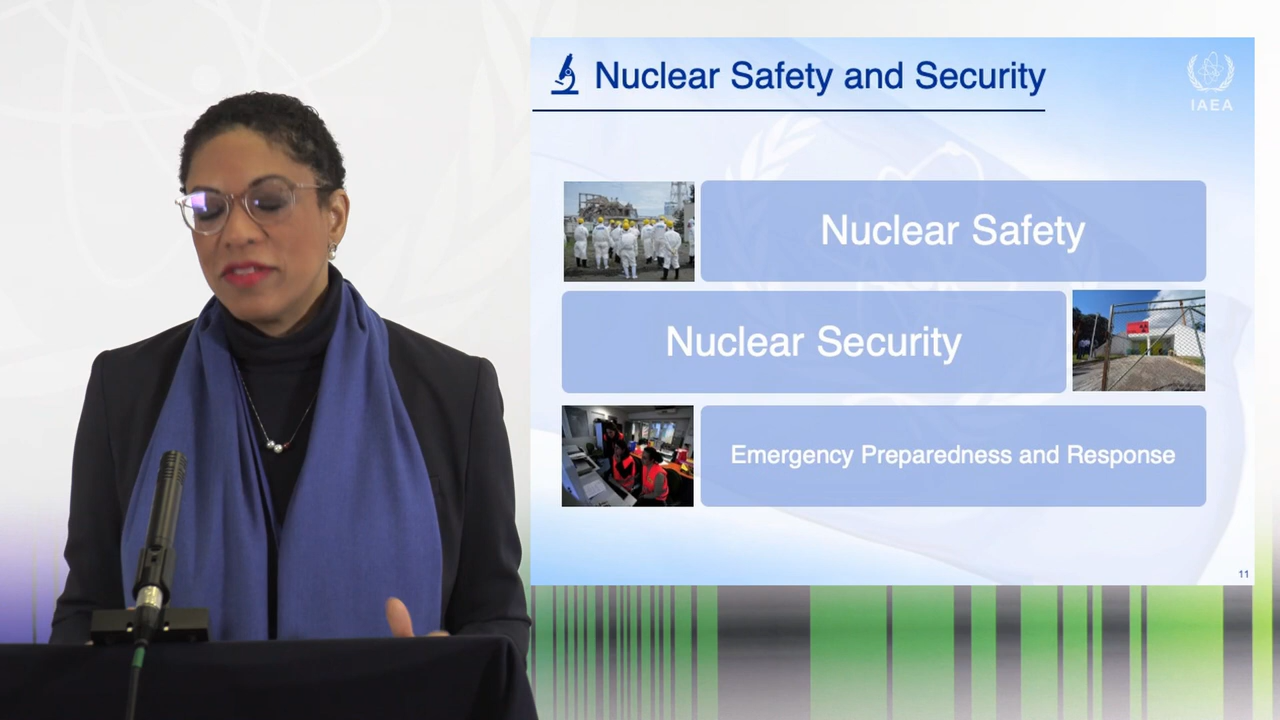 Nuclear Safety and Security
IAEA
Nuclear Safety
Nuclear Security
Emergency Preparedness and Response
11